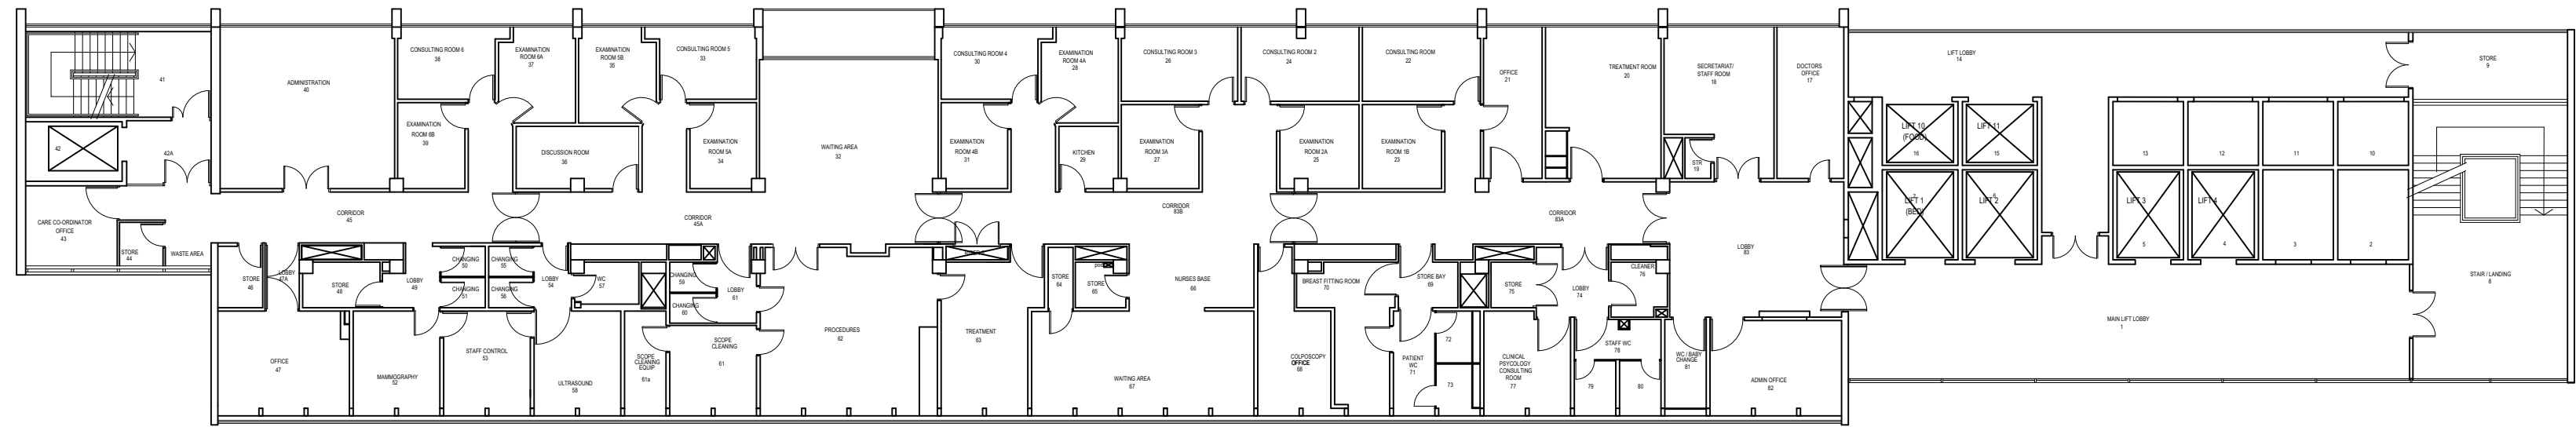 41
42
42A
CARE CO-ORDINATOR
OFFICE
43
STORE
44
WASTE AREA
ADMINISTRATION
40
CONSULTING ROOM 6
38
EXAMINATION
ROOM 6A
37
EXAMINATION
ROOM 5B
35
CONSULTING ROOM 5
33
EXAMINATION
ROOM 6B
39
DISCUSSION ROOM
36
EXAMINATION
ROOM 5A
34
WAITING AREA
32
CONSULTING ROOM 4
30
EXAMINATION
ROOM 4A
28
CONSULTING ROOM 3
26
CONSULTING ROOM 2
24
CONSULTING ROOM
22
OFFICE
21
TREATMENT ROOM
20
SECRETARIAT/
STAFF ROOM
18
DOCTORS
OFFICE
17
EXAMINATION
ROOM 4B
31
KITCHEN
29
EXAMINATION
ROOM 3A
27
EXAMINATION
ROOM 2A
25
EXAMINATION
ROOM 1B
23
STR
19
LIFT LOBBY
14
STORE
9
LIFT 10
(FOOD)
16
LIFT 11
15
13
12
11
10
7
LIFT 1
(BED)
6
LIFT 2
LIFT 3
5
LIFT 4
4
3
2
STAIR / LANDING
8
MAIN LIFT LOBBY
1
CORRIDOR
45
CORRIDOR
45A
CORRIDOR
83B
CORRIDOR
83A
LOBBY
83
STORE
46
LOBBY
47A
STORE
48
LOBBY
49
CHANGING
50
CHANGING
51
CHANGING
55
CHANGING
56
LOBBY
54
WC
57
CHANGING
59
CHANGING
60
LOBBY
61
OFFICE
47
MAMMOGRAPHY
52
STAFF CONTROL
53
ULTRASOUND
58
SCOPE
CLEANING
EQUIP
61a
SCOPE
CLEANING
61
PROCEDURES
62
TREATMENT
63
STORE
64
STORE
65
NURSES BASE
66
WAITING AREA
67
COLPOSCOPY
OFFICE
68
BREAST FITTING ROOM
70
STORE BAY
69
PATIENT
WC
71
72
73
STORE
75
LOBBY
74
CLEANER
76
CLINICAL
PSYCOLOGY
CONSULTING
ROOM
77
STAFF WC
78
79
80
WC / BABY
CHANGE
81
ADMIN OFFICE
82